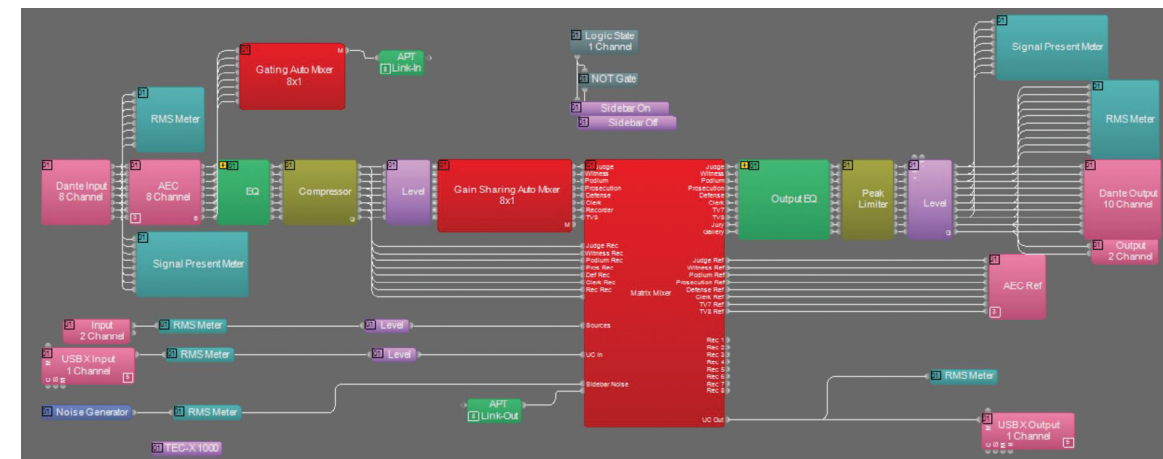 Gating Auto Mixer
8x1
M
APT
Link-In
Logic State
1 Channel
NOT Gate
Sidebar On
Sidebar Off
Signal Present Meter
RMS Meter
RMS Meter
Dante Input
8 Channel
AEC
8 Channel
EQ
Compressor
Level
Gain Sharing Auto Mixer
8x1
M
Judge
Witness
Podium
Prosecution
Defense
Clerk
Recorder
TV8
Judge Rec
Witness Rec
Podium Rec
Pros Rec
Def Rec
Clerk Rec
Rec Rec
Sources
UC In
Sidebar Noise
Matrix Mixer
Judge
Witness
Podium
Prosecution
Defense
Clerk
TV7
TV8
Jury
Gallery
Judge Ref
Witness Ref
Podium Ref
Prosecution Ref
Defense Ref
Clerk Ref
TV7 Ref
TV8 Ref
Rec 1
Rec 2
Rec 3
Rec 4
Rec 5
Rec 6
Rec 7
Rec 8
UC Out
Output EQ
Peak
Limiter
Level
Dante Output
10 Channel
Output
2 Channel
AEC Ref
Signal Present Meter
Input
2 Channel
RMS Meter
Level
USBX Input
1 Channel
RMS Meter
Level
Noise Generator
RMS Meter
APT
Link-Out
RMS Meter
USBX Output
1 Channel
TEC-X 1000